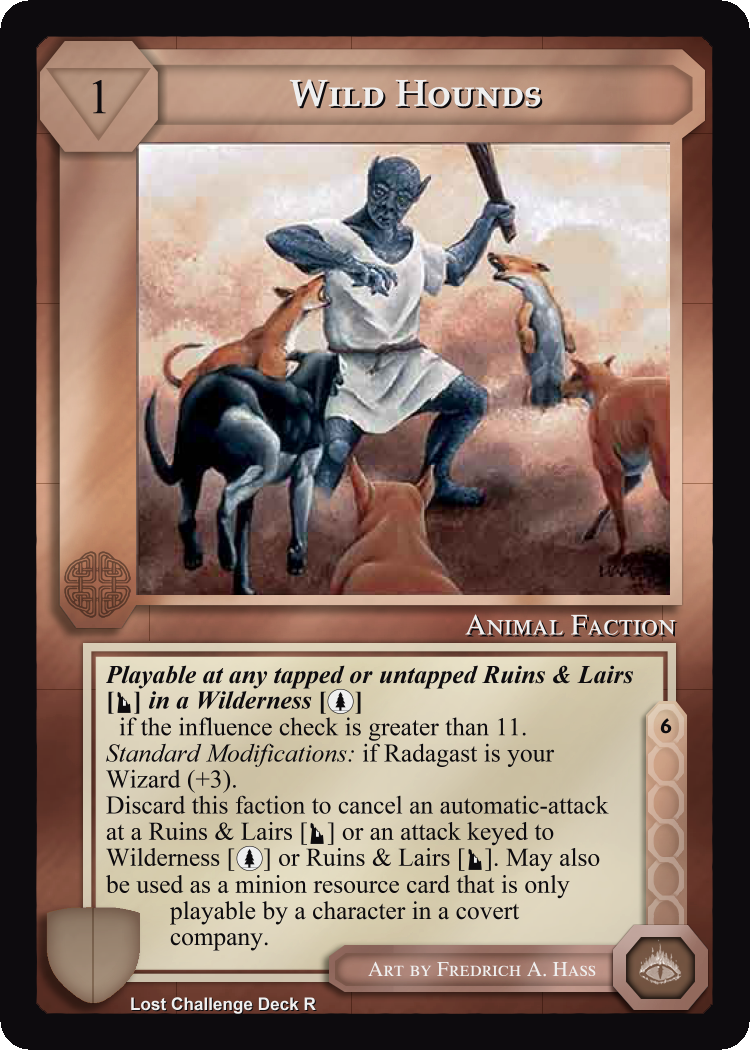 1
Wild Hounds
Animal Faction
Playable at any tapped or untapped Ruins & Lairs
[] in a Wilderness []
if the influence check is greater than 11.
Standard Modifications: if Radagast is your
Wizard (+3).
Discard this faction to cancel an automatic-attack
at a Ruins & Lairs [] or an attack keyed to
Wilderness [] or Ruins & Lairs []. May also
be used as a minion resource card that is only
playable by a character in a covert
company.
6
Art by Fredrich A. Hass
Lost Challenge Deck R